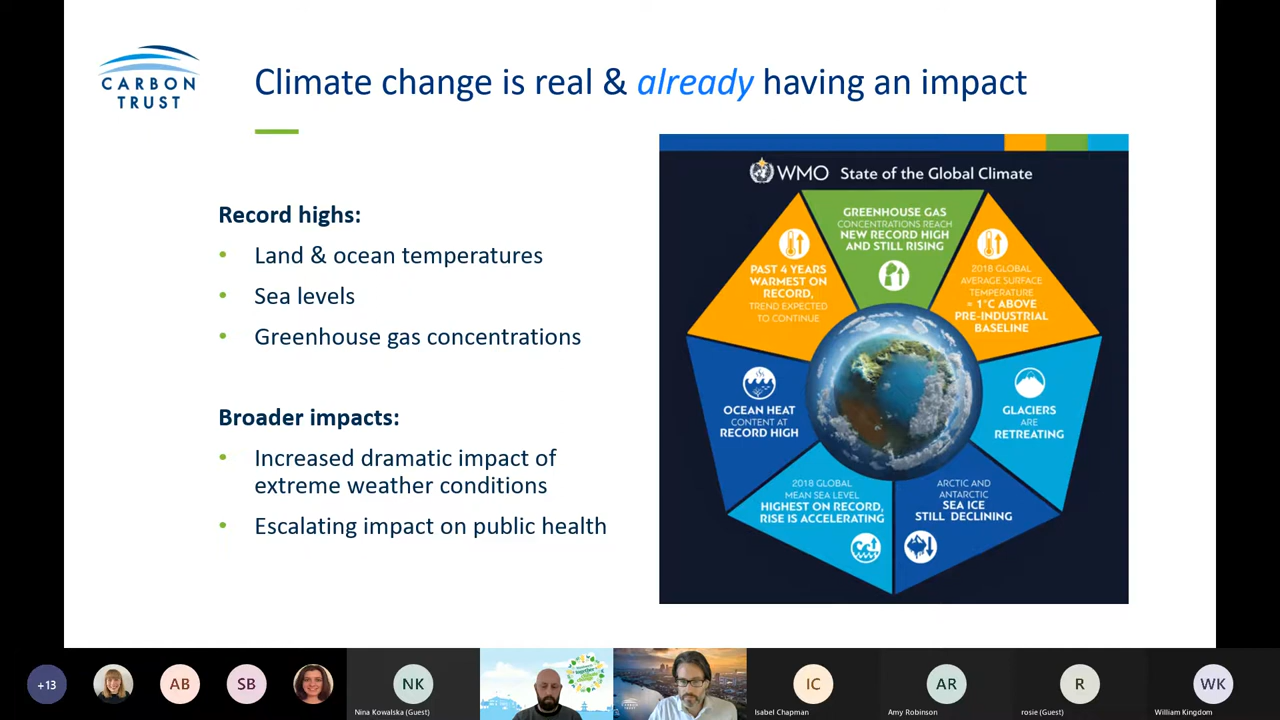 CARBON
TRUST
Climate change is real & already having an impact
Record highs:
• Land & ocean temperatures
• Sea levels
• Greenhouse gas concentrations
Broader impacts:
• Increased dramatic impact of
extreme weather conditions
• Escalating impact on public health
WMO State of the Global Climate
GREENHOUSE GAS
CONCENTRATIONS REACH
NEW RECORD HIGH
AND STILL RISING
PAST 4 YEARS
WARMEST ON
RECORD,
TREND EXPECTED
TO CONTINUE
2018 GLOBAL
AVERAGE SURFACE
TEMPERATURE
≈ 1°C ABOVE
PRE-INDUSTRIAL
BASELINE
OCEAN HEAT
CONTENT AT
RECORD HIGH
GLACIERS
ARE
RETREATING
2018 GLOBAL
MEAN SEA LEVEL
HIGHEST ON RECORD,
RISE IS ACCELERATING
ARCTIC AND
ANTARCTIC
SEA ICE
STILL DECLINING
+13
AB
SB
NK
Nina Kowalska (Guest)
IC
Isabel Chapman
AR
Amy Robinson
R
rosie (Guest)
WK
William Kingdom